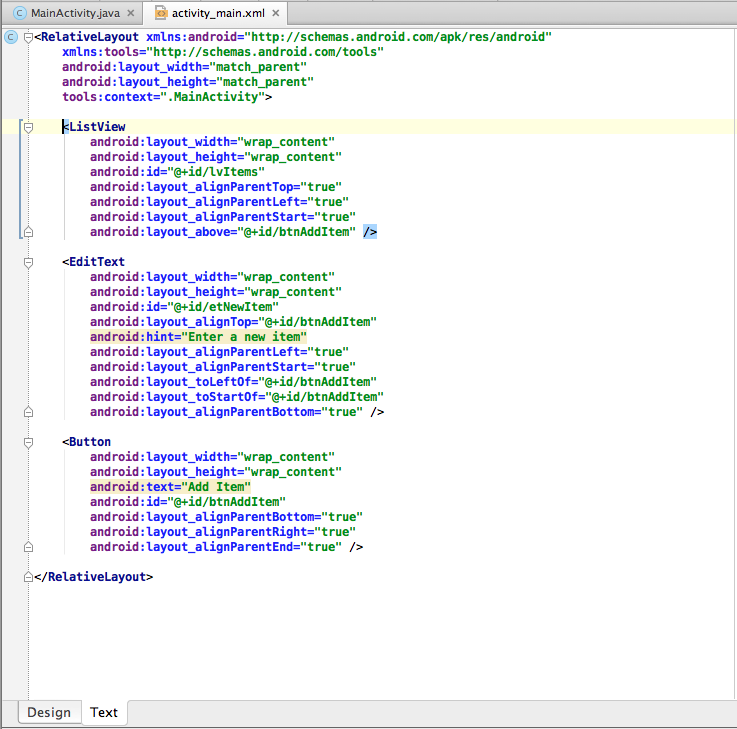 MainActivity.java ×
activity_main.xml ×
C <RelativeLayout xmlns:android="http://schemas.android.com/apk/res/android"
    xmlns:tools="http://schemas.android.com/tools"
    android:layout_width="match_parent"
    android:layout_height="match_parent"
    tools:context=".MainActivity">
    <ListView
        android:layout_width="wrap_content"
        android:layout_height="wrap_content"
        android:id="@+id/lvItems"
        android:layout_alignParentTop="true"
        android:layout_alignParentLeft="true"
        android:layout_alignParentStart="true"
        android:layout_above="@+id/btnAddItem" />
    <EditText
        android:layout_width="wrap_content"
        android:layout_height="wrap_content"
        android:id="@+id/etNewItem"
        android:layout_alignTop="@+id/btnAddItem"
        android:hint="Enter a new item"
        android:layout_alignParentLeft="true"
        android:layout_alignParentStart="true"
        android:layout_toLeftOf="@+id/btnAddItem"
        android:layout_toStartOf="@+id/btnAddItem"
        android:layout_alignParentBottom="true" />
    <Button
        android:layout_width="wrap_content"
        android:layout_height="wrap_content"
        android:text="Add Item"
        android:id="@+id/btnAddItem"
        android:layout_alignParentBottom="true"
        android:layout_alignParentRight="true"
        android:layout_alignParentEnd="true" />
</RelativeLayout>
Design Text